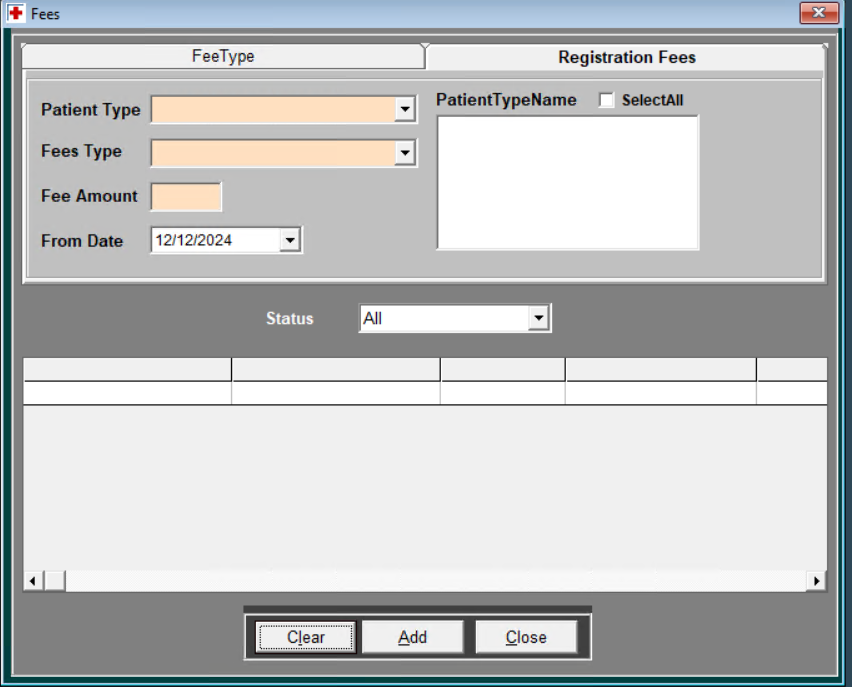 Fees
FeeType
Registration Fees
Patient Type
PatientTypeName SelectAll
Fees Type
Fee Amount
From Date 12/12/2024
Status All
Clear Add Close